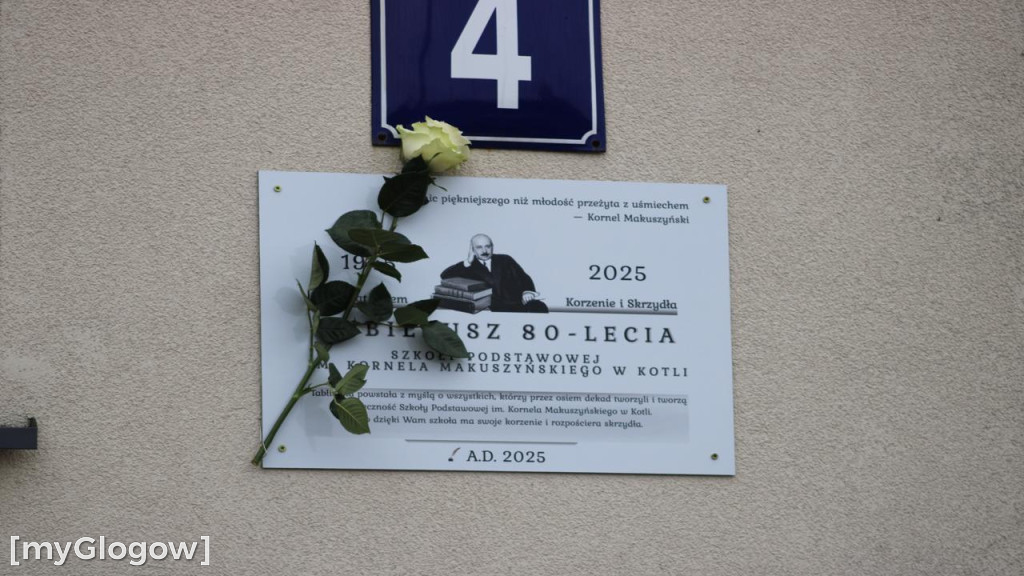 4
piękniejszego niż młodość przeżyta z uśmiechem
— Kornel Makuszyński
2025
Korzenie i Skrzydła
80-LECIA
SZKOŁY PODSTAWOWEJ
KORNELA MAKUSZYŃSKIEGO W KOTLI
powstała z myślą o wszystkich, którzy przez osiem dekad tworzyli i tworzą
Szkoły Podstawowej im. Kornela Makuszyńskiego w Kotli.
dzięki Wam szkoła ma swoje korzenie i rozpościera skrzydła.
A.D. 2025
[myGlogow]